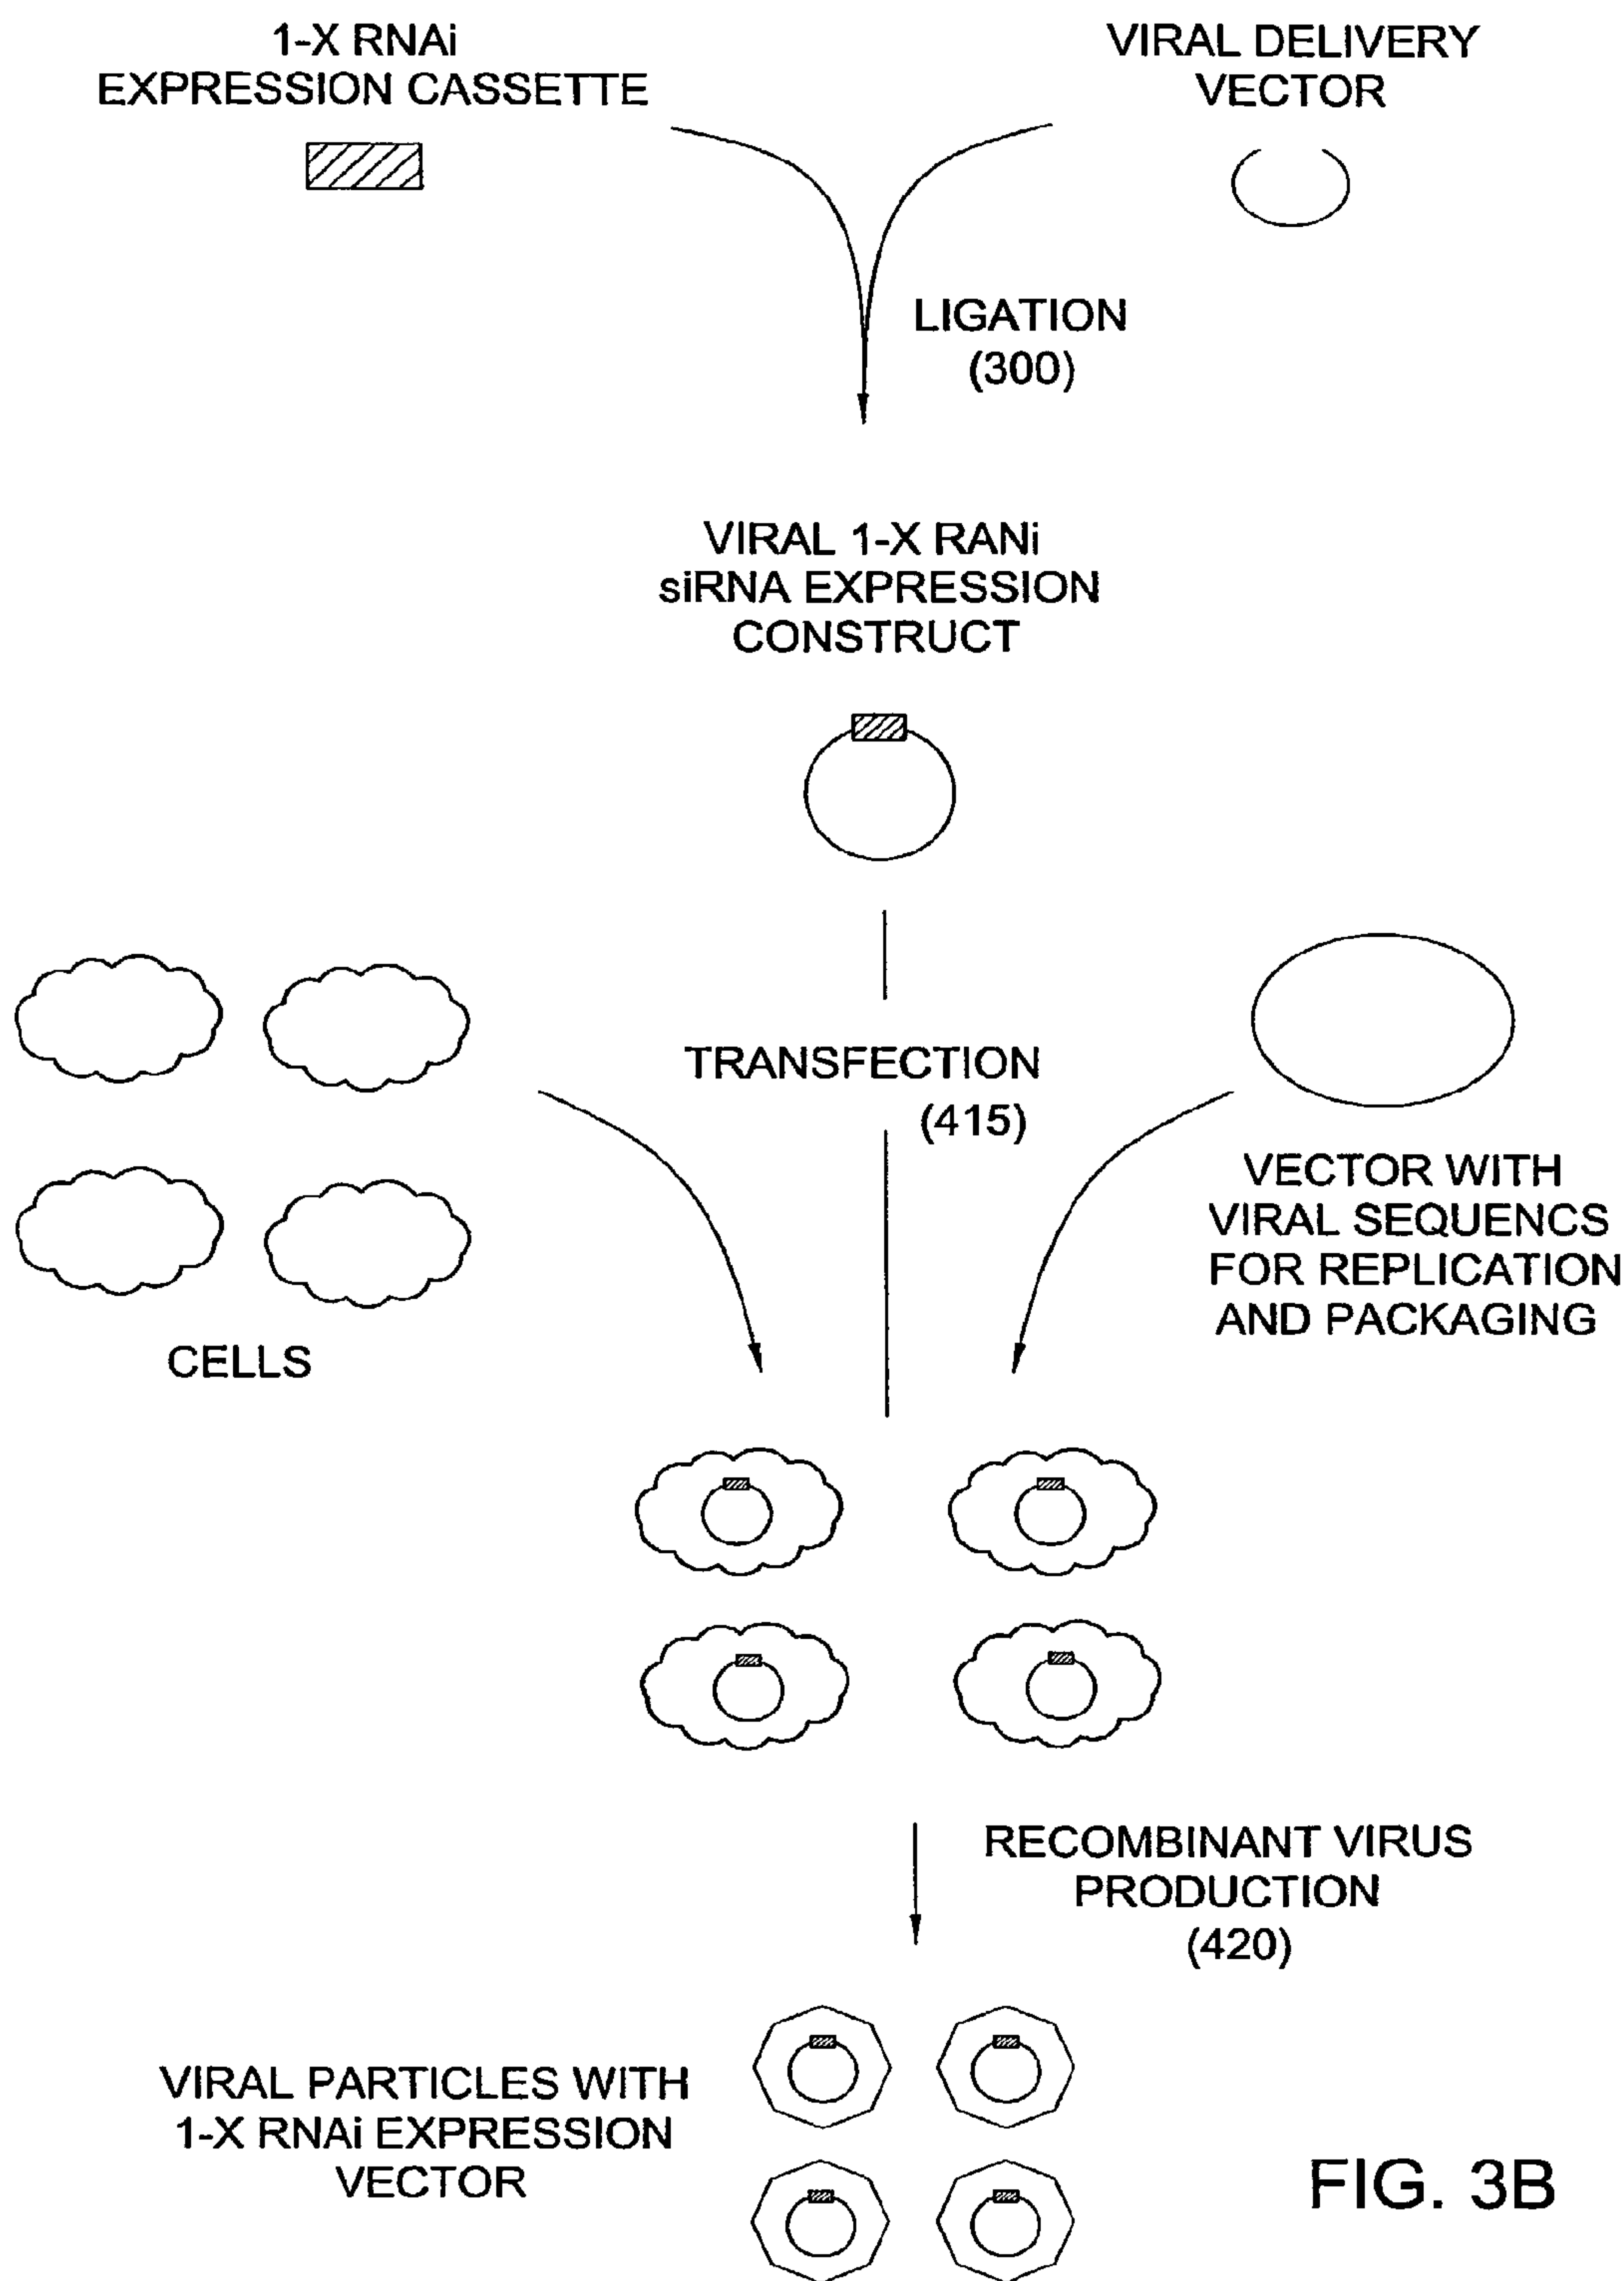 1-X RNAi
EXPRESSION CASSETTE
VIRAL DELIVERY
VECTOR
LIGATION
(300)
VIRAL 1-X RANi
siRNA EXPRESSION
CONSTRUCT
TRANSFECTION
(415)
VECTOR WITH
VIRAL SEQUENCS
FOR REPLICATION
AND PACKAGING
CELLS
RECOMBINANT VIRUS
PRODUCTION
(420)
VIRAL PARTICLES WITH
1-X RNAi EXPRESSION
VECTOR
FIG. 3B